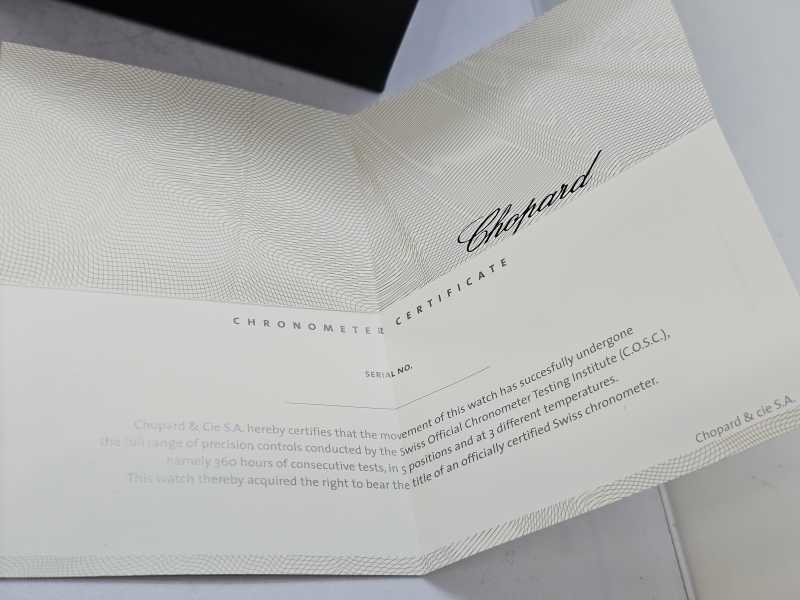 Chopard
CHRONOMETER CERTIFICATE
SERIAL NO.
Chopard & Cie S.A. hereby certifies that the movement of this watch has succesfully undergone
the full range of precision controls conducted by the Swiss Official Chronometer Testing Institute (C.O.S.C.),
namely 360 hours of consecutive tests, in 5 positions and at 3 different temperatures.
This watch thereby acquired the right to bear the title of an officially certified Swiss chronometer.
Chopard & cie S.A.